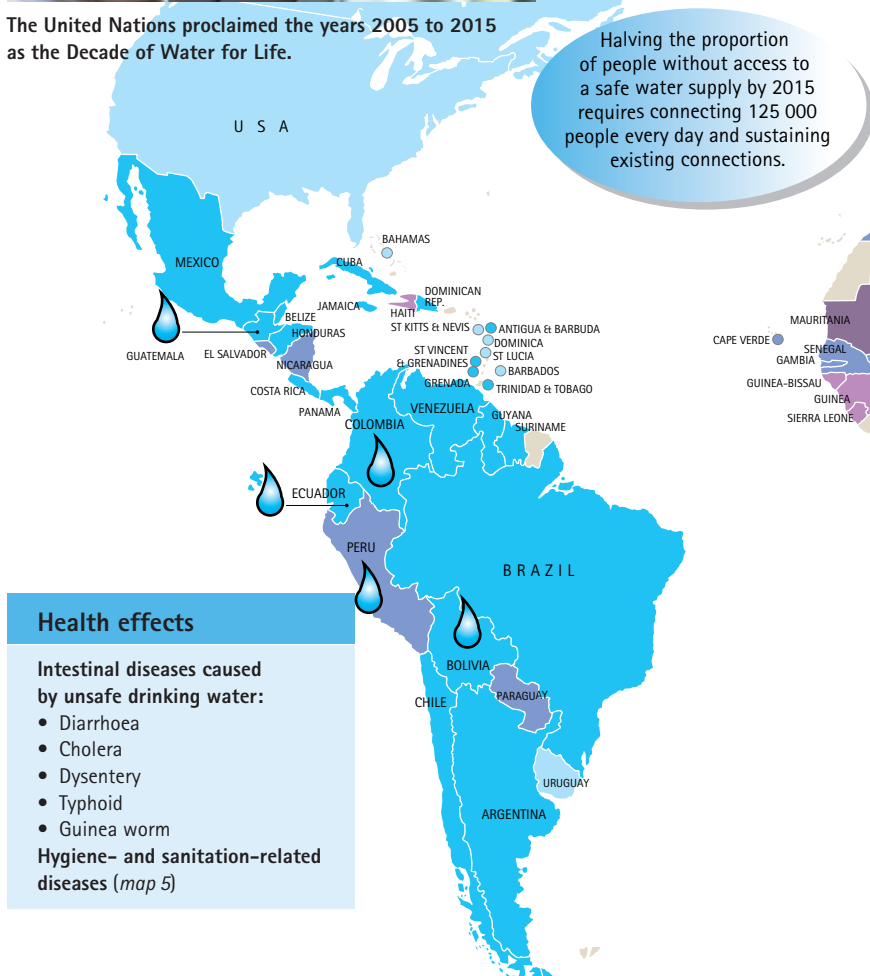 The United Nations proclaimed the years 2005 to 2015
as the Decade of Water for Life.
Halving the proportion
of people without access to
a safe water supply by 2015
requires connecting 125 000
people every day and sustaining
existing connections.
U S A
BAHAMAS
MEXICO
CUBA
DOMINICAN
REP.
JAMAICA
HAITI
BELIZE
HONDURAS
ST KITTS & NEVIS
ANTIGUA & BARBUDA
DOMINICA
GUATEMALA
EL SALVADOR
NICARAGUA
ST VINCENT
& GRENADINES
ST LUCIA
BARBADOS
GRENADA
TRINIDAD & TOBAGO
COSTA RICA
PANAMA
VENEZUELA
GUYANA
COLOMBIA
SURINAME
MAURITANIA
CAPE VERDE
SENEGAL
GAMBIA
GUINEA-BISSAU
GUINEA
SIERRA LEONE
ECUADOR
PERU
B R A Z I L
BOLIVIA
PARAGUAY
CHILE
URUGUAY
ARGENTINA
Health effects
Intestinal diseases caused
by unsafe drinking water:
• Diarrhoea
• Cholera
• Dysentery
• Typhoid
• Guinea worm
Hygiene- and sanitation-related
diseases (map 5)